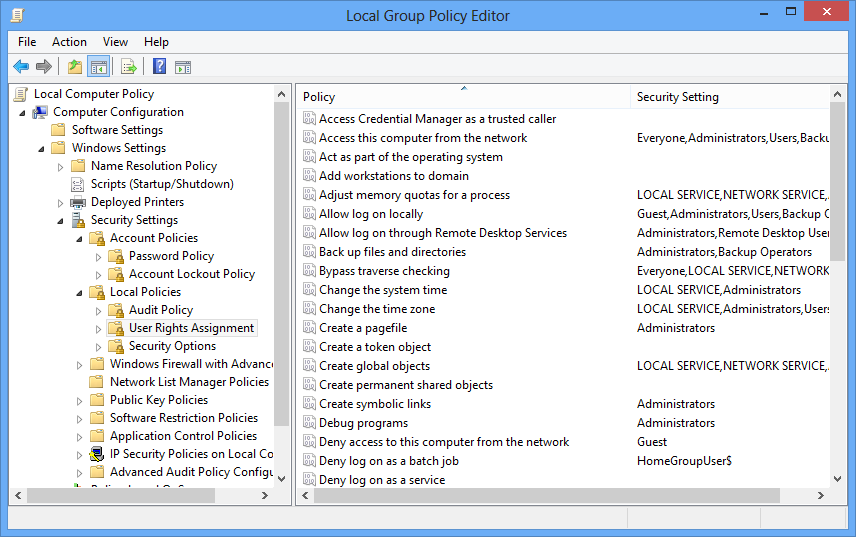 Local Group Policy Editor
File Action View Help
Local Computer Policy
Computer Configuration
Software Settings
Windows Settings
Name Resolution Policy
Scripts (Startup/Shutdown)
Deployed Printers
Security Settings
Account Policies
Password Policy
Account Lockout Policy
Local Policies
Audit Policy
User Rights Assignment
Security Options
Windows Firewall with Advanc
Network List Manager Policies
Public Key Policies
Software Restriction Policies
Application Control Policies
IP Security Policies on Local Co
Advanced Audit Policy Configu
Policy Security Setting
Access Credential Manager as a trusted caller
Access this computer from the network Everyone,Administrators,Users,Backu
Act as part of the operating system
Add workstations to domain
Adjust memory quotas for a process LOCAL SERVICE,NETWORK SERVICE,
Allow log on locally Guest,Administrators,Users,Backup O
Allow log on through Remote Desktop Services Administrators,Remote Desktop Use
Back up files and directories Administrators,Backup Operators
Bypass traverse checking Everyone,LOCAL SERVICE,NETWORK
Change the system time LOCAL SERVICE,Administrators
Change the time zone LOCAL SERVICE,Administrators,Users
Create a pagefile Administrators
Create a token object
Create global objects LOCAL SERVICE,NETWORK SERVICE,
Create permanent shared objects
Create symbolic links Administrators
Debug programs Administrators
Deny access to this computer from the network Guest
Deny log on as a batch job HomeGroupUser$
Deny log on as a service